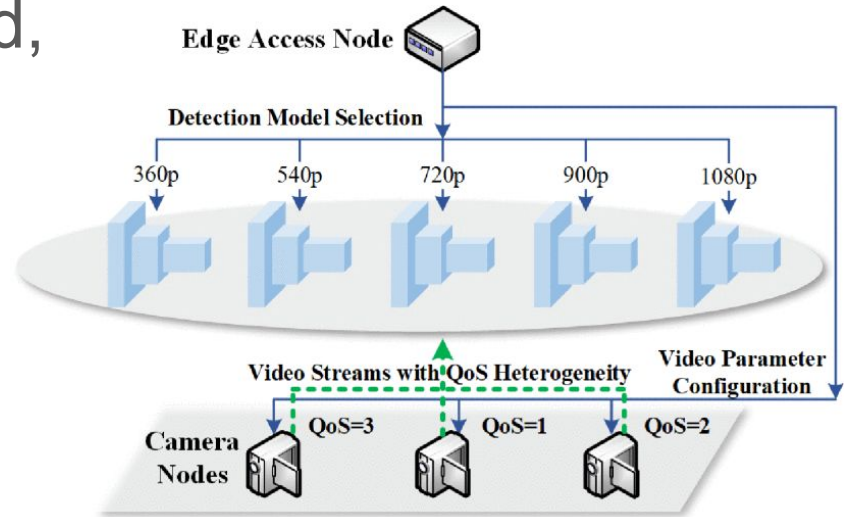 d,
Edge Access Node
Detection Model Selection
360p 540p 720p 900p 1080p
Video Streams with QoS Heterogeneity
Video Parameter
Configuration
QoS=3 QoS=1 QoS=2
Camera
Nodes